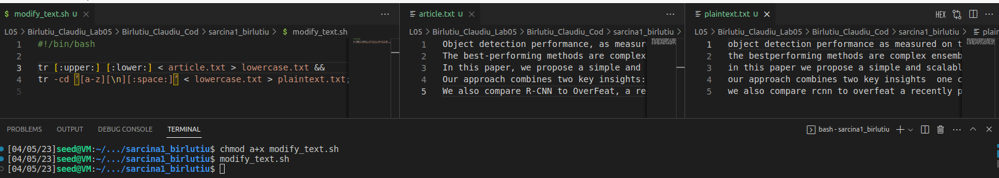 $ modify_text.sh U × ··· article.txt U × ··· plaintext.txt U × HEX ···
L05 > Birlutiu_Claudiu_Lab05 > Birlutiu_Claudiu_Cod > sarcina1_birlutiu > $ modify_text.sh
1 #!/bin/bash
2
3 tr [:upper:] [:lower:] < article.txt > lowercase.txt &&
4 tr -cd '[a-z][\n][:space:]' < lowercase.txt > plaintext.txt;
5
L05 > Birlutiu_Claudiu_Lab05 > Birlutiu_Claudiu_Cod > sarcina1_birlutiu >
1 Object detection performance, as measur
2 The best-performing methods are complex
3 In this paper, we propose a simple and
4 Our approach combines two key insights:
5 We also compare R-CNN to OverFeat, a re
L05 > Birlutiu_Claudiu_Lab05 > Birlutiu_Claudiu_Cod > sarcina1_birlutiu > plain
1 object detection performance as measured on t
2 the bestperforming methods are complex ensemb
3 in this paper we propose a simple and scalabl
4 our approach combines two key insights  one c
5 we also compare rcnn to overfeat a recently p
PROBLEMS OUTPUT DEBUG CONSOLE TERMINAL bash - sarcina1_birlutiu
[04/05/23]seed@VM:~/.../sarcina1_birlutiu$ chmod a+x modify_text.sh
[04/05/23]seed@VM:~/.../sarcina1_birlutiu$ modify_text.sh
[04/05/23]seed@VM:~/.../sarcina1_birlutiu$